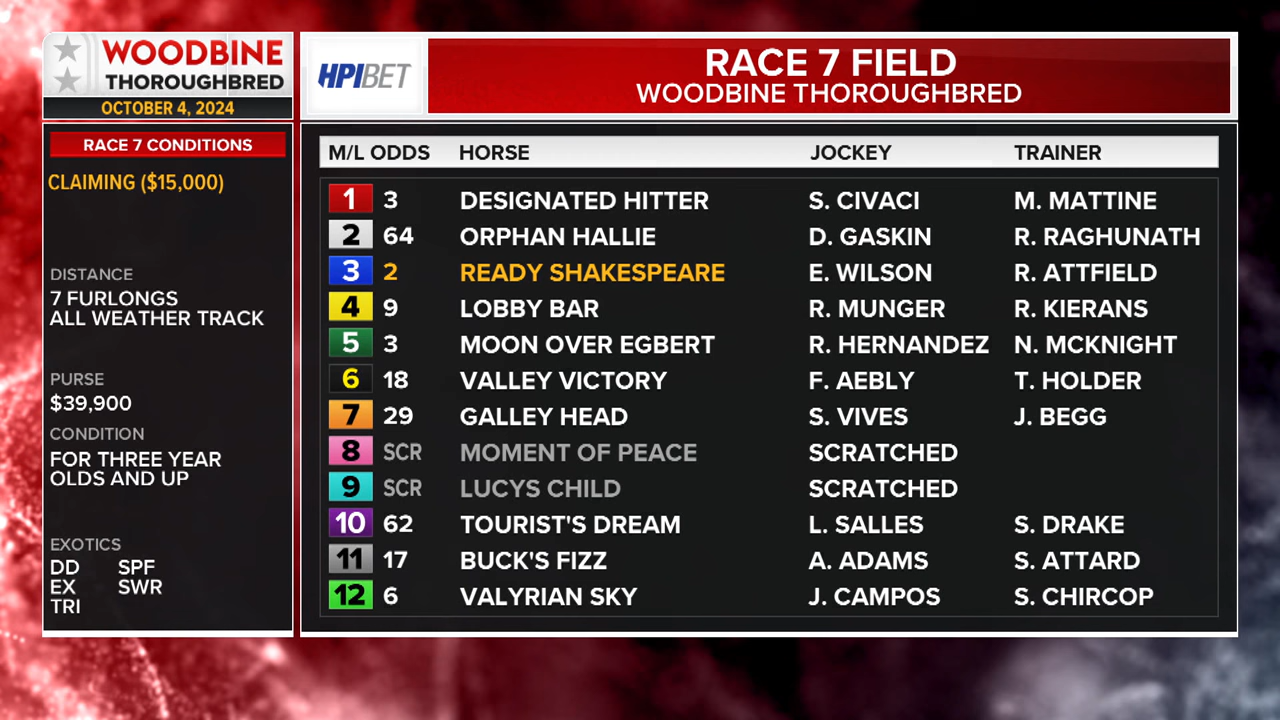 WOODBINE
THOROUGHBRED
OCTOBER 4, 2024
RACE 7 CONDITIONS
CLAIMING ($15,000)
DISTANCE
7 FURLONGS
ALL WEATHER TRACK
PURSE
$39,900
CONDITION
FOR THREE YEAR
OLDS AND UP
EXOTICS
DD SPF
EX SWR
TRI
HPIBET
RACE 7 FIELD
WOODBINE THOROUGHBRED
M/L ODDS HORSE JOCKEY TRAINER
1 3 DESIGNATED HITTER S. CIVACI M. MATTINE
2 64 ORPHAN HALLIE D. GASKIN R. RAGHUNATH
3 2 READY SHAKESPEARE E. WILSON R. ATTFIELD
4 9 LOBBY BAR R. MUNGER R. KIERANS
5 3 MOON OVER EGBERT R. HERNANDEZ N. MCKNIGHT
6 18 VALLEY VICTORY F. AEBLY T. HOLDER
7 29 GALLEY HEAD S. VIVES J. BEGG
8 SCR MOMENT OF PEACE SCRATCHED
9 SCR LUCYS CHILD SCRATCHED
10 62 TOURIST'S DREAM L. SALLES S. DRAKE
11 17 BUCK'S FIZZ A. ADAMS S. ATTARD
12 6 VALYRIAN SKY J. CAMPOS S. CHIRCOP